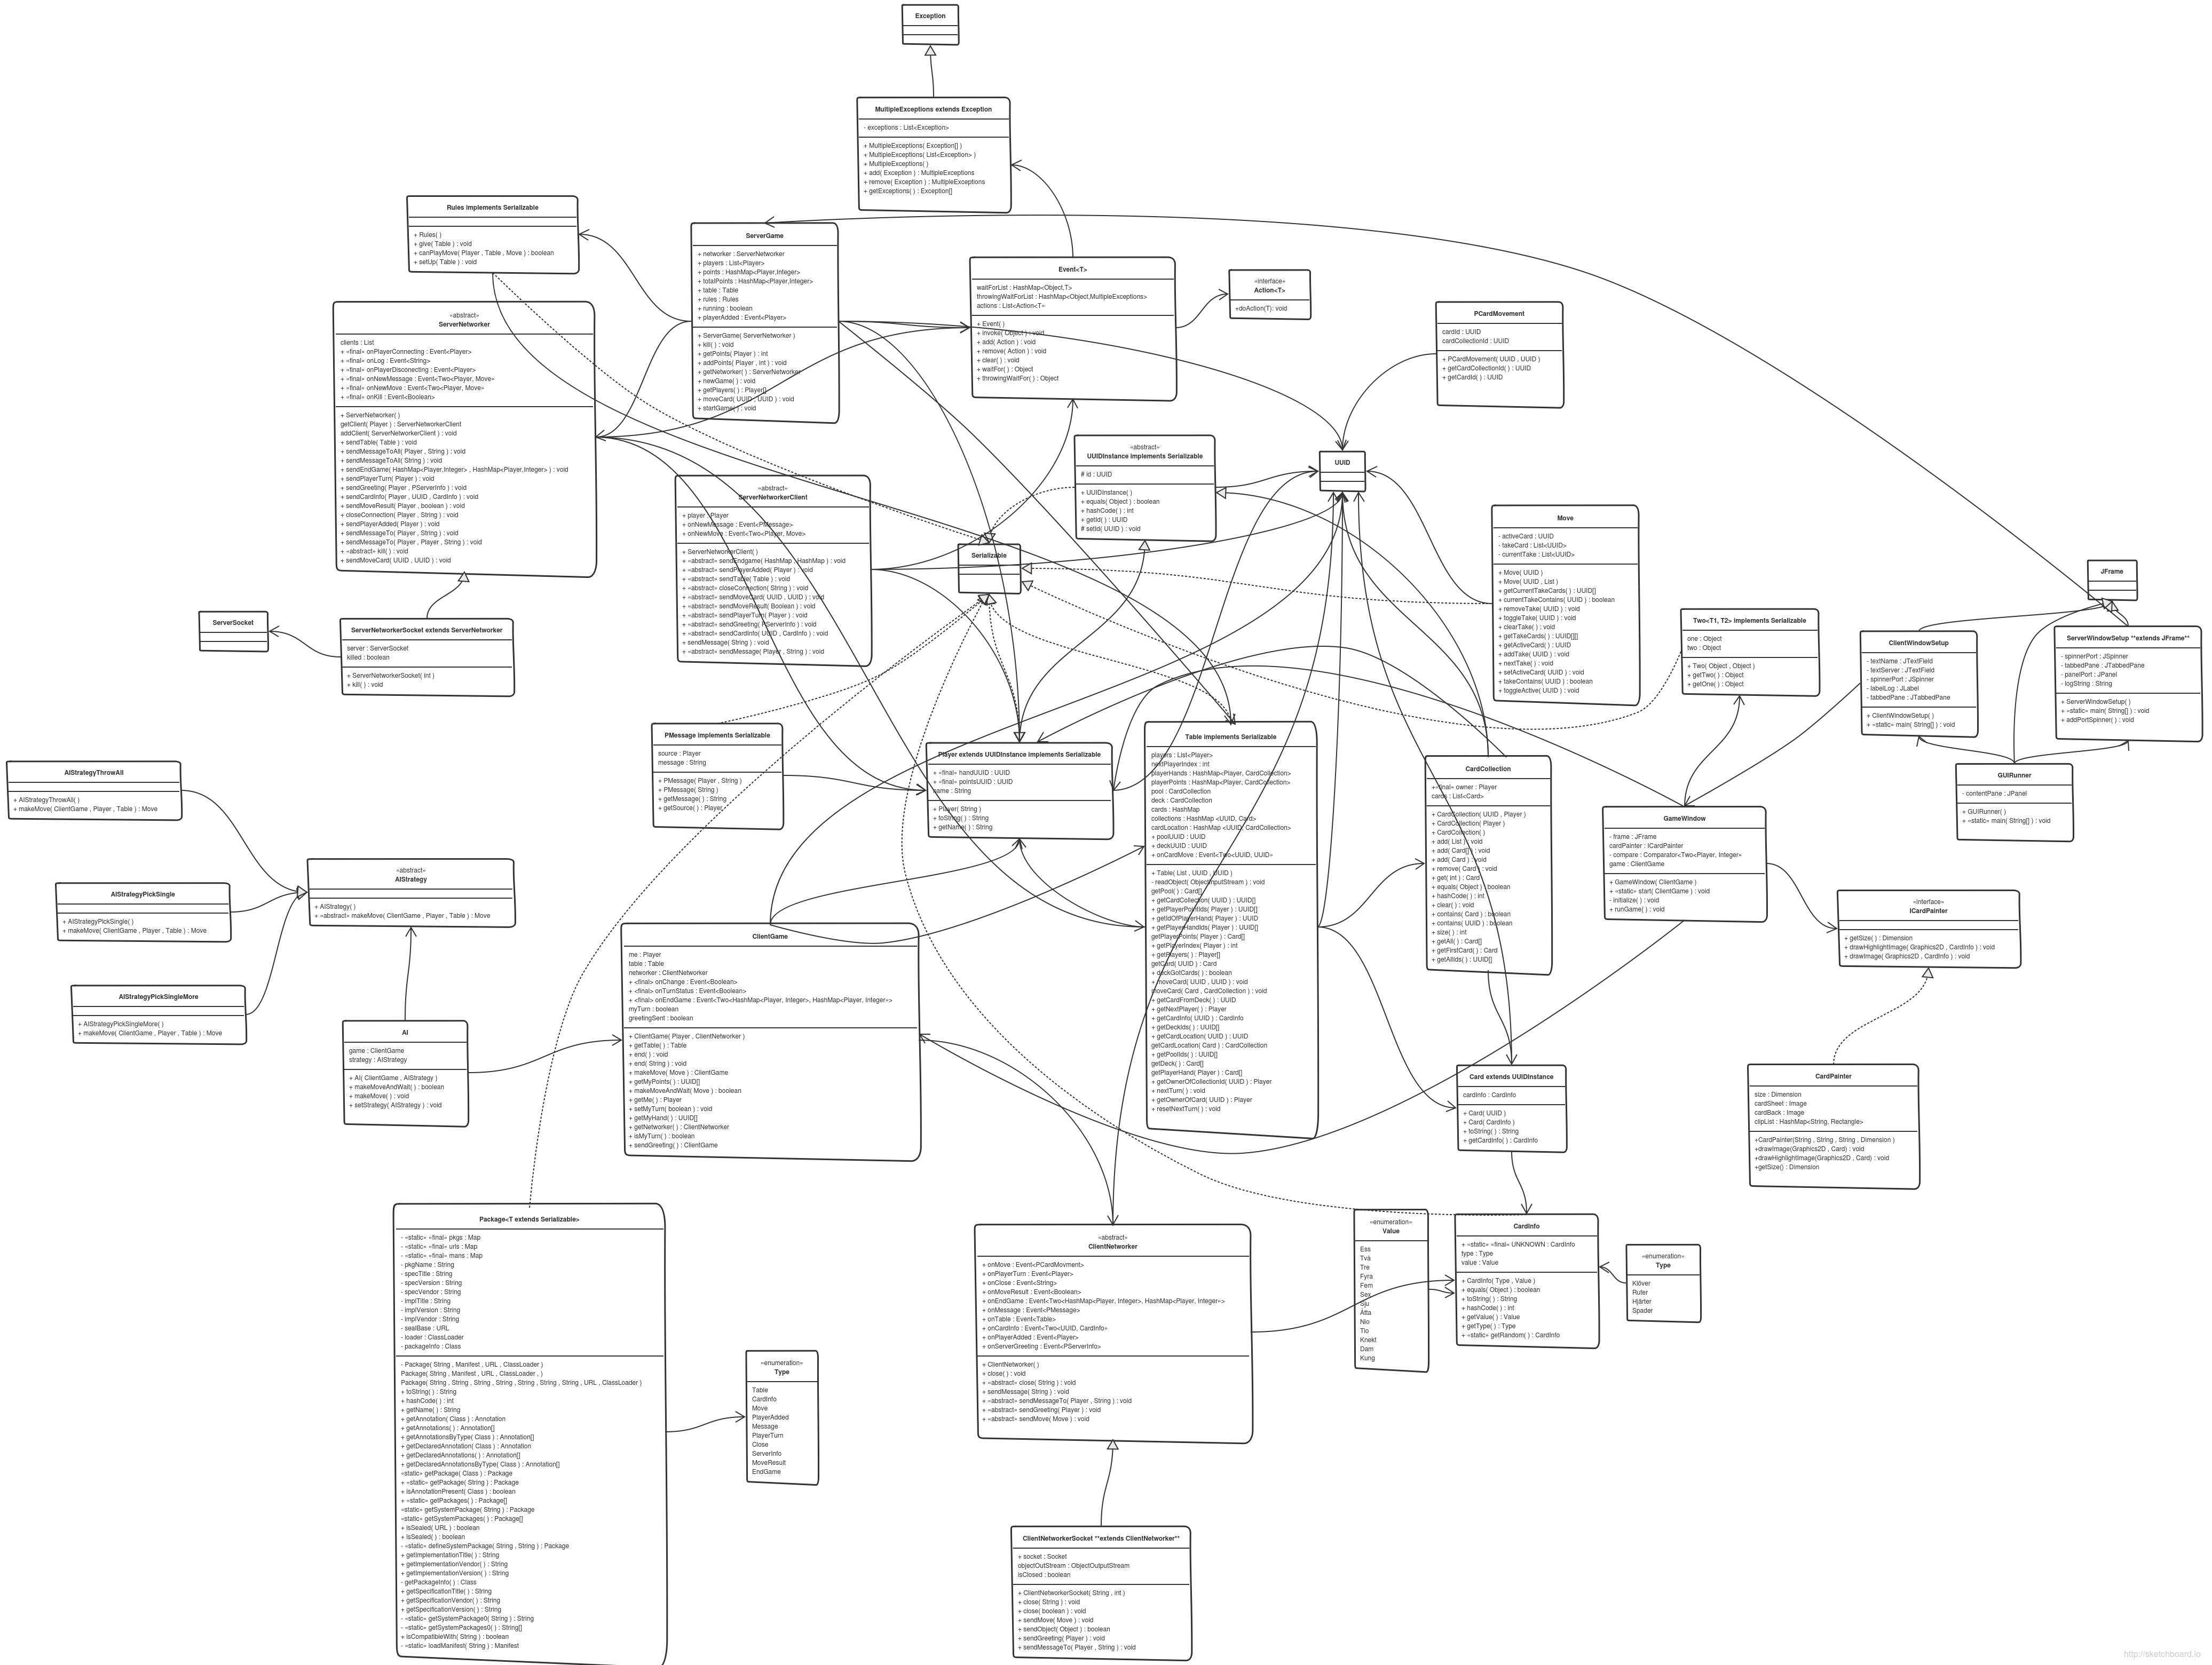 Exception
MultipleExceptions extends Exception
- exceptions : List<Exception>
+ MultipleExceptions( Exception[] )
+ MultipleExceptions( List<Exception> )
+ MultipleExceptions( )
+ add( Exception ) : MultipleExceptions
+ remove( Exception ) : MultipleExceptions
+ getExceptions( ) : Exception[]
Rules implements Serializable
+ Rules( )
+ give( Table ) : void
+ canPlayMove( Player , Table , Move ) : boolean
+ setUp( Table ) : void
ServerGame
+ networker : ServerNetworker
+ players : List<Player>
+ points : HashMap<Player,Integer>
+ totalPoints : HashMap<Player,Integer>
+ table : Table
+ rules : Rules
+ running : boolean
+ playerAdded : Event<Player>
+ ServerGame( ServerNetworker )
+ kill( ) : void
+ getPoints( Player ) : int
+ addPoints( Player , int ) : void
+ getNetworker( ) : ServerNetworker
+ newGame( ) : void
+ getPlayers( ) : Player[]
+ moveCard( UUID , UUID ) : void
+ startGame( ) : void
Event<T>
waitForList : HashMap<Object,T>
throwingWaitForList : HashMap<Object,MultipleExceptions>
actions : List<Action<T>
+ Event( )
+ invoke( Object ) : void
+ add( Action ) : void
+ remove( Action ) : void
+ clear( ) : void
+ waitFor( ) : Object
+ throwingWaitFor( ) : Object
«interface»
Action<T>
+doAction(T): void
PCardMovement
cardId : UUID
cardCollectionId : UUID
+ PCardMovement( UUID , UUID )
+ getCardCollectionId( ) : UUID
+ getCardId( ) : UUID
«abstract»
ServerNetworker
clients : List
+ «final» onPlayerConnecting : Event<Player>
+ «final» onLog : Event<String>
+ «final» onPlayerDisconecting : Event<Player>
+ «final» onNewMessage : Event<Two<Player, Move»
+ «final» onNewMove : Event<Two<Player, Move»
+ «final» onKill : Event<Boolean>
+ ServerNetworker( )
getClient( Player ) : ServerNetworkerClient
addClient( ServerNetworkerClient ) : void
+ sendTable( Table ) : void
+ sendMessageToAll( Player , String ) : void
+ sendMessageToAll( String ) : void
+ sendEndGame( HashMap<Player,Integer> , HashMap<Player,Integer> ) : void
+ sendPlayerTurn( Player ) : void
+ sendGreeting( Player , PServerInfo ) : void
+ sendCardInfo( Player , UUID , CardInfo ) : void
+ sendMoveResult( Player , boolean ) : void
+ closeConnection( Player , String ) : void
+ sendPlayerAdded( Player ) : void
+ sendMessageTo( Player , String ) : void
+ sendMessageTo( Player , Player , String ) : void
+ «abstract» kill( ) : void
+ sendMoveCard( UUID , UUID ) : void
«abstract»
UUIDInstance implements Serializable
# id : UUID
+ UUIDInstance( )
+ equals( Object ) : boolean
+ hashCode( ) : int
+ getId( ) : UUID
# setId( UUID ) : void
UUID
«abstract»
ServerNetworkerClient
+ player : Player
+ onNewMessage : Event<PMessage>
+ onNewMove : Event<Two<Player, Move>
+ ServerNetworkerClient( )
+ «abstract» sendEndgame( HashMap , HashMap ) : void
+ «abstract» sendPlayerAdded( Player ) : void
+ «abstract» sendTable( Table ) : void
+ «abstract» closeConnection( String ) : void
+ «abstract» sendMoveCard( UUID , UUID ) : void
+ «abstract» sendMoveResult( Boolean ) : void
+ «abstract» sendPlayerTurn( Player ) : void
+ «abstract» sendGreeting( PServerInfo ) : void
+ «abstract» sendCardInfo( UUID , CardInfo ) : void
+ sendMessage( String ) : void
+ «abstract» sendMessage( Player , String ) : void
Serializable
Move
- activeCard : UUID
- takeCard : List<UUID>
- currentTake : List<UUID>
+ Move( UUID )
+ Move( UUID , List )
+ getCurrentTakeCards( ) : UUID[]
+ currentTakeContains( UUID ) : boolean
+ removeTake( UUID ) : void
+ toggleTake( UUID ) : void
+ clearTake( ) : void
+ getTakeCards( ) : UUID[][]
+ getActiveCard( ) : UUID
+ addTake( UUID ) : void
+ nextTake( ) : void
+ setActiveCard( UUID ) : void
+ takeContains( UUID ) : boolean
+ toggleActive( UUID ) : void
JFrame
ServerSocket
ServerNetworkerSocket extends ServerNetworker
server : ServerSocket
killed : boolean
+ ServerNetworkerSocket( int )
+ kill( ) : void
Two<T1, T2> implements Serializable
one : Object
two : Object
+ Two( Object , Object )
+ getTwo( ) : Object
+ getOne( ) : Object
ClientWindowSetup
- textName : JTextField
- textServer : JTextField
- spinnerPort : JSpinner
- labelLog : JLabel
- tabbedPane : JTabbedPane
+ ClientWindowSetup( )
+ «static» main( String[] ) : void
ServerWindowSetup **extends JFrame**
- spinnerPort : JSpinner
- tabbedPane : JTabbedPane
- panelPort : JPanel
- logString : String
+ ServerWindowSetup( )
+ «static» main( String[] ) : void
+ addPortSpinner( ) : void
PMessage implements Serializable
source : Player
message : String
+ PMessage( Player , String )
+ PMessage( String )
+ getMessage( ) : String
+ getSource( ) : Player
Player extends UUIDInstance implements Serializable
+ «final» handUUID : UUID
+ «final» pointsUUID : UUID
name : String
+ Player( String )
+ toString( ) : String
+ getName( ) : String
Table implements Serializable
players : List<Player>
nextPlayerIndex : int
playerHands : HashMap<Player, CardCollection>
playerPoints : HashMap<Player, CardCollection>
pool : CardCollection
deck : CardCollection
cards : HashMap
collections : HashMap <UUID, Card>
cardLocation : HashMap <UUID, CardCollection>
+ poolUUID : UUID
+ deckUUID : UUID
+ onCardMove : Event<Two<UUID, UUID»
+ Table( List , UUID , UUID )
- readObject( ObjectInputStream ) : void
getPool( ) : Card[]
+ getCardCollection( UUID ) : UUID[]
+ getPlayerPointIds( Player ) : UUID[]
+ getIdOfPlayerHand( Player ) : UUID
+ getPlayerHandIds( Player ) : UUID[]
getPlayerPoints( Player ) : Card[]
+ getPlayerIndex( Player ) : int
+ getPlayers( ) : Player[]
getCard( UUID ) : Card
+ deckGotCards( ) : boolean
+ moveCard( UUID , UUID ) : void
moveCard( Card , CardCollection ) : void
+ getCardFromDeck( ) : UUID
+ getNextPlayer( ) : Player
+ getCardInfo( UUID ) : CardInfo
+ getDeckIds( ) : UUID[]
+ getCardLocation( UUID ) : UUID
getCardLocation( Card ) : CardCollection
+ getPoolIds( ) : UUID[]
getDeck( ) : Card[]
getPlayerHand( Player ) : Card[]
+ getOwnerOfCollectionId( UUID ) : Player
+ nextTurn( ) : void
+ getOwnerOfCard( UUID ) : Player
+ resetNextTurn( ) : void
CardCollection
+ «final» owner : Player
cards : List<Card>
+ CardCollection( UUID , Player )
+ CardCollection( Player )
+ CardCollection( )
+ add( List ) : void
+ add( Card[] ) : void
+ add( Card ) : void
+ remove( Card ) : void
+ get( int ) : Card
+ equals( Object ) : boolean
+ hashCode( ) : int
+ clear( ) : void
+ contains( Card ) : boolean
+ contains( UUID ) : boolean
+ size( ) : int
+ getAll( ) : Card[]
+ getFirstCard( ) : Card
+ getAllIds( ) : UUID[]
GUIRunner
- contentPane : JPanel
+ GUIRunner( )
+ «static» main( String[] ) : void
AIStrategyThrowAll
+ AIStrategyThrowAll( )
+ makeMove( ClientGame , Player , Table ) : Move
GameWindow
- frame : JFrame
cardPainter : ICardPainter
- compare : Comparator<Two<Player, Integer»
game : ClientGame
+ GameWindow( ClientGame )
+ «static» start( ClientGame ) : void
- initialize( ) : void
+ runGame( ) : void
«abstract»
AIStrategy
+ AIStrategy( )
+ «abstract» makeMove( ClientGame , Player , Table ) : Move
AIStrategyPickSingle
+ AIStrategyPickSingle( )
+ makeMove( ClientGame , Player , Table ) : Move
«interface»
ICardPainter
+ getSize( ) : Dimension
+ drawHighlightImage( Graphics2D , CardInfo ) : void
+ drawImage( Graphics2D , CardInfo ) : void
ClientGame
me : Player
table : Table
networker : ClientNetworker
+ <final» onChange : Event<Boolean>
+ <final» onTurnStatus : Event<Boolean>
+ <final» onEndGame : Event<Two<HashMap<Player, Integer>, HashMap<Player, Integer»>
myTurn : boolean
greetingSent : boolean
+ ClientGame( Player , ClientNetworker )
+ getTable( ) : Table
+ end( ) : void
+ end( String ) : void
+ makeMove( Move ) : ClientGame
+ getMyPoints( ) : UUID[]
+ makeMoveAndWait( Move ) : boolean
+ getMe( ) : Player
+ setMyTurn( boolean ) : void
+ getMyHand( ) : UUID[]
+ getNetworker( ) : ClientNetworker
+ isMyTurn( ) : boolean
+ sendGreeting( ) : ClientGame
AIStrategyPickSingleMore
+ AIStrategyPickSingleMore( )
+ makeMove( ClientGame , Player , Table ) : Move
AI
game : ClientGame
strategy : AIStrategy
+ AI( ClientGame , AIStrategy )
+ makeMoveAndWait( ) : boolean
+ makeMove( ) : void
+ setStrategy( AIStrategy ) : void
Card extends UUIDInstance
cardInfo : CardInfo
+ Card( UUID )
+ Card( CardInfo )
+ toString( ) : String
+ getCardInfo( ) : CardInfo
CardPainter
size : Dimension
cardSheet : Image
cardBack : Image
clipList : HashMap<String, Rectangle>
+CardPainter(String , String , String , Dimension )
+drawImage(Graphics2D , Card) : void
+drawHighlightImage(Graphics2D , Card) : void
+getSize() : Dimension
Package<T extends Serializable>
- «static» «final» pkgs : Map
- «static» «final» urls : Map
- «static» «final» mans : Map
- pkgName : String
- specTitle : String
- specVersion : String
- specVendor : String
- implTitle : String
- implVersion : String
- implVendor : String
- sealBase : URL
- loader : ClassLoader
- packageInfo : Class
- Package( String , Manifest , URL , ClassLoader )
Package( String , Manifest , URL , ClassLoader , )
Package( String , String , String , String , String , String , String , URL , ClassLoader )
+ toString( ) : String
+ hashCode( ) : int
+ getName( ) : String
+ getAnnotation( Class ) : Annotation
+ getAnnotations( ) : Annotation[]
+ getAnnotationsByType( Class ) : Annotation[]
+ getDeclaredAnnotation( Class ) : Annotation
+ getDeclaredAnnotations( ) : Annotation[]
+ getDeclaredAnnotationsByType( Class ) : Annotation[]
«static» getPackage( Class ) : Package
+ «static» getPackage( String ) : Package
+ isAnnotationPresent( Class ) : boolean
+ «static» getPackages( ) : Package[]
«static» getSystemPackage( String ) : Package
«static» getSystemPackages( ) : Package[]
+ isSealed( URL ) : boolean
+ isSealed( ) : boolean
- «static» defineSystemPackage( String , String ) : Package
+ getImplementationTitle( ) : String
+ getImplementationVendor( ) : String
+ getImplementationVersion( ) : String
- getPackageInfo( ) : Class
+ getSpecificationTitle( ) : String
+ getSpecificationVendor( ) : String
+ getSpecificationVersion( ) : String
- «static» getSystemPackage0( String ) : String
- «static» getSystemPackages0( ) : String[]
+ isCompatibleWith( String ) : boolean
- «static» loadManifest( String ) : Manifest
«enumeration»
Type
Table
CardInfo
Move
PlayerAdded
Message
PlayerTurn
Close
ServerInfo
MoveResult
EndGame
«abstract»
ClientNetworker
+ onMove : Event<PCardMovment>
+ onPlayerTurn : Event<Player>
+ onClose : Event<String>
+ onMoveResult : Event<Boolean>
+ onEndGame : Event<Two<HashMap<Player, Integer>, HashMap<Player, Integer»>
+ onMessage : Event<PMessage>
+ onTable : Event<Table>
+ onCardInfo : Event<Two<UUID, CardInfo»
+ onPlayerAdded : Event<Player>
+ onServerGreeting : Event<PServerInfo>
+ ClientNetworker( )
+ close( ) : void
+ «abstract» close( String ) : void
+ sendMessage( String ) : void
+ «abstract» sendMessageTo( Player , String ) : void
+ «abstract» sendGreeting( Player ) : void
+ «abstract» sendMove( Move ) : void
«enumeration»
Value
Ess
Två
Tre
Fyra
Fem
Sex
Sju
Åtta
Nio
Tio
Knekt
Dam
Kung
CardInfo
+ «static» «final» UNKNOWN : CardInfo
type : Type
value : Value
+ CardInfo( Type , Value )
+ equals( Object ) : boolean
+ toString( ) : String
+ hashCode( ) : int
+ getValue( ) : Value
+ getType( ) : Type
+ «static» getRandom( ) : CardInfo
«enumeration»
Type
Klöver
Ruter
Hjärter
Spader
ClientNetworkerSocket **extends ClientNetworker**
+ socket : Socket
objectOutStream : ObjectOutputStream
isClosed : boolean
+ ClientNetworkerSocket( String , int )
+ close( String ) : void
+ close( boolean ) : void
+ sendMove( Move ) : void
+ sendObject( Object ) : boolean
+ sendGreeting( Player ) : void
+ sendMessageTo( Player , String ) : void
http://sketchboard.io